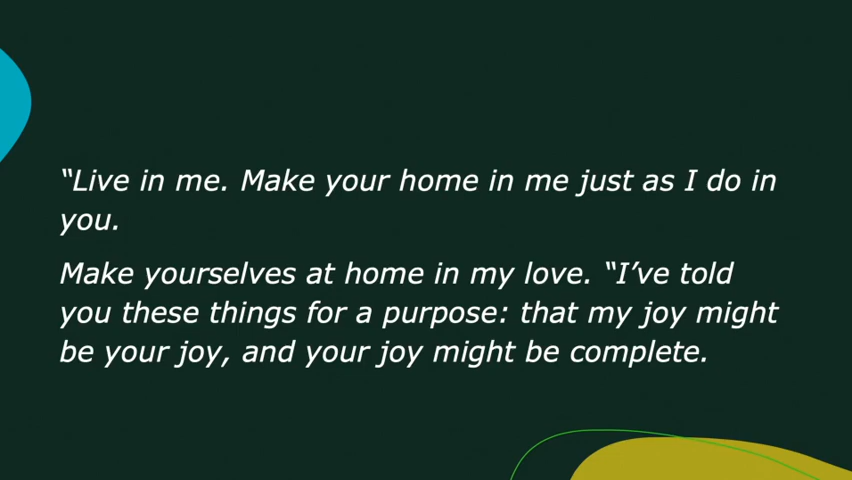 “Live in me. Make your home in me just as I do in
you.
Make yourselves at home in my love. “I’ve told
you these things for a purpose: that my joy might
be your joy, and your joy might be complete.